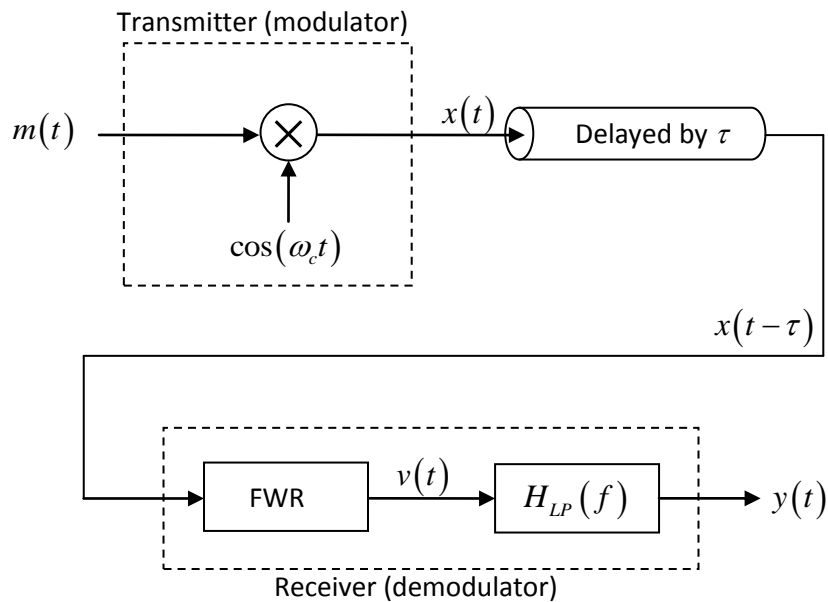 Transmitter (modulator)
m(t)
×
x(t)
Delayed by τ
cos(ω_c t)
x(t − τ)
FWR
v(t)
H_LP(f)
y(t)
Receiver (demodulator)